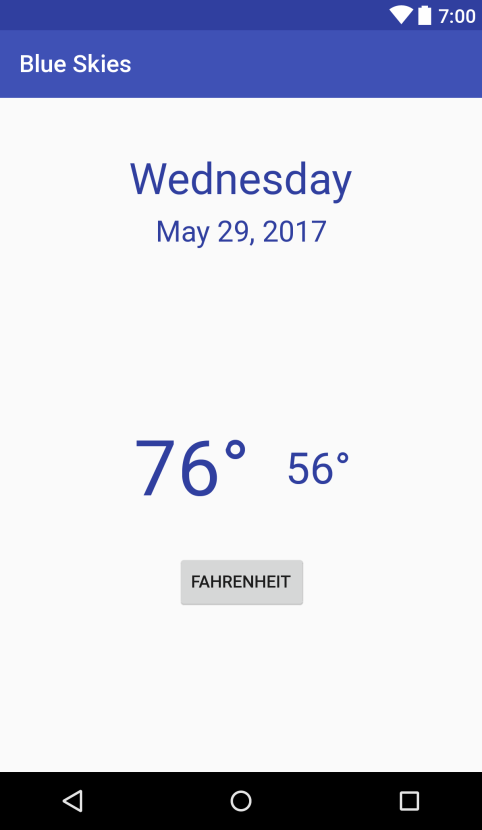 7:00
Blue Skies
Wednesday
May 29, 2017
76° 56°
FAHRENHEIT